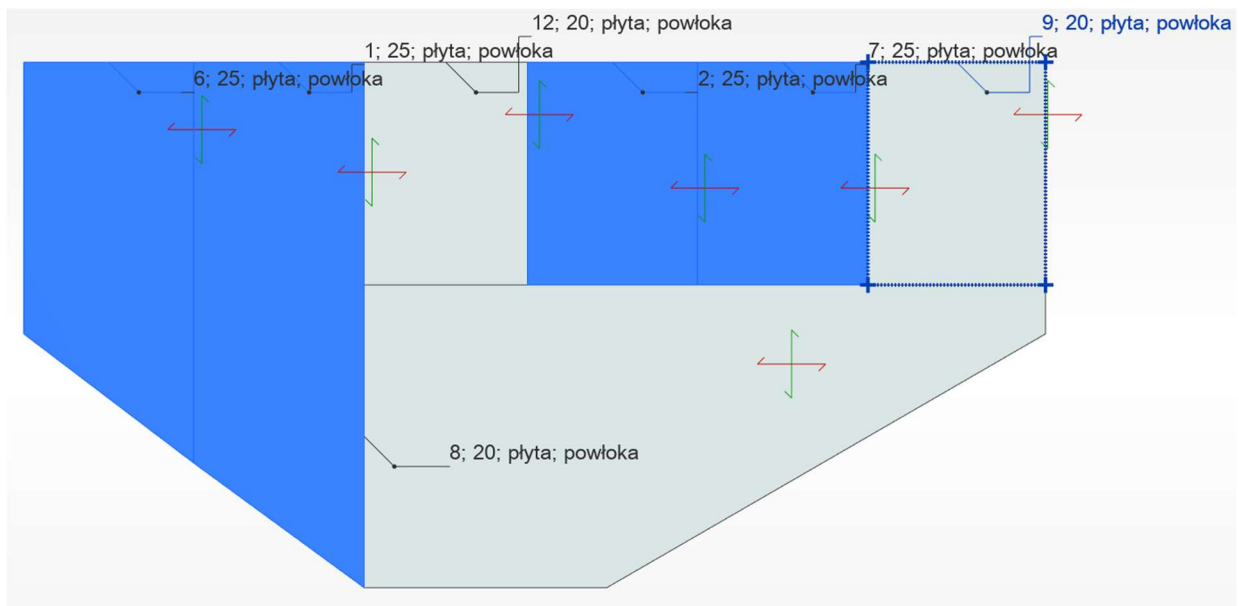 12; 20; płyta; powłoka
9; 20; płyta; powłoka
1; 25; płyta; powłoka
7; 25; płyta; powłoka
6; 25; płyta; powłoka
2; 25; płyta; powłoka
8; 20; płyta; powłoka